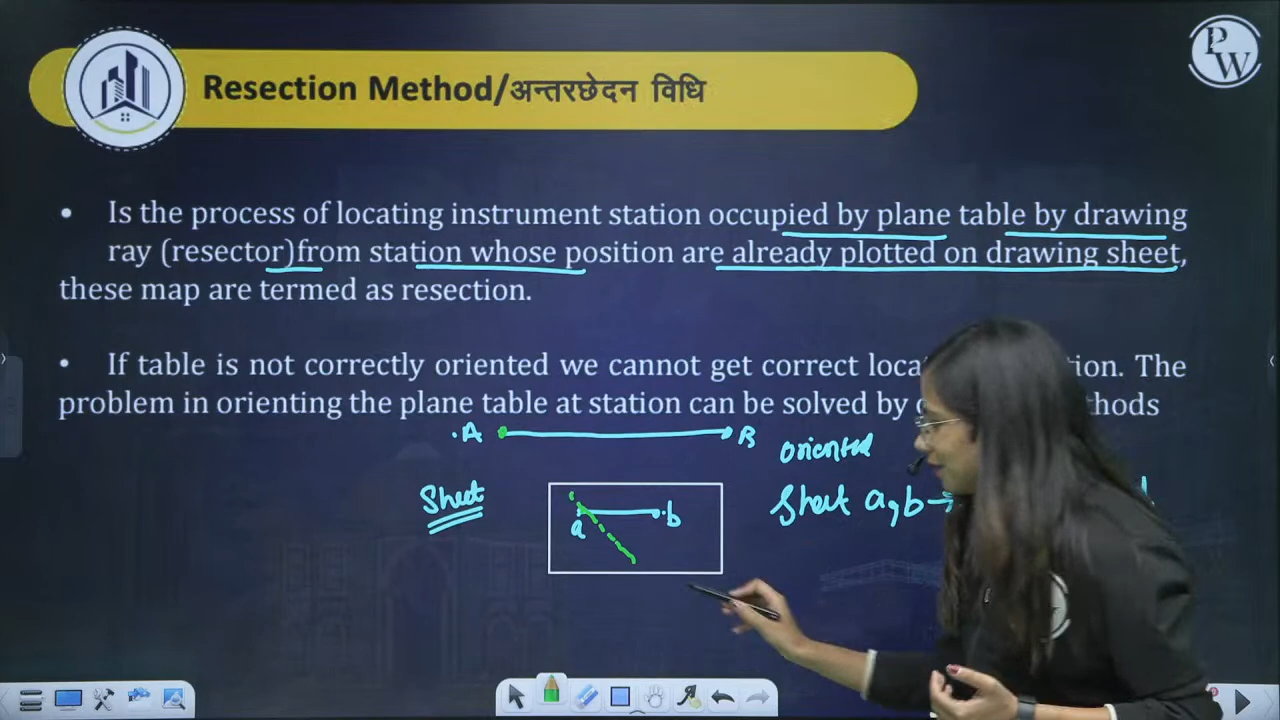 Resection Method/अन्तरछेदन विधि
PW
• Is the process of locating instrument station occupied by plane table by drawing
ray (resector)from station whose position are already plotted on drawing sheet,
these map are termed as resection.
• If table is not correctly oriented we cannot get correct tion. The
problem in orienting the plane table at station can be solved by thods
.A B oriented
Sheet a b Sheet a, b →